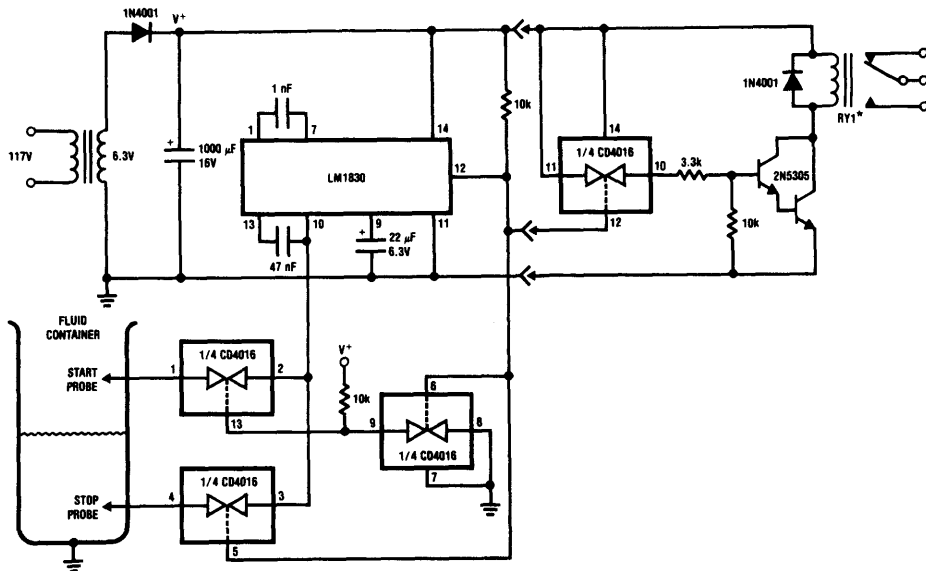 1N4001
V+
117V
6.3V
+
1000 µF
16V
1 nF
1
7
14
LM1830
12
13
10
9
11
47 nF
+
22 µF
6.3V
10k
14
1/4 CD4016
11
10
12
3.3k
10k
1N4001
RY1*
2N5305
FLUID
CONTAINER
START
PROBE
STOP
PROBE
1/4 CD4016
1
2
13
V+
10k
6
9
8
1/4 CD4016
7
1/4 CD4016
4
3
5